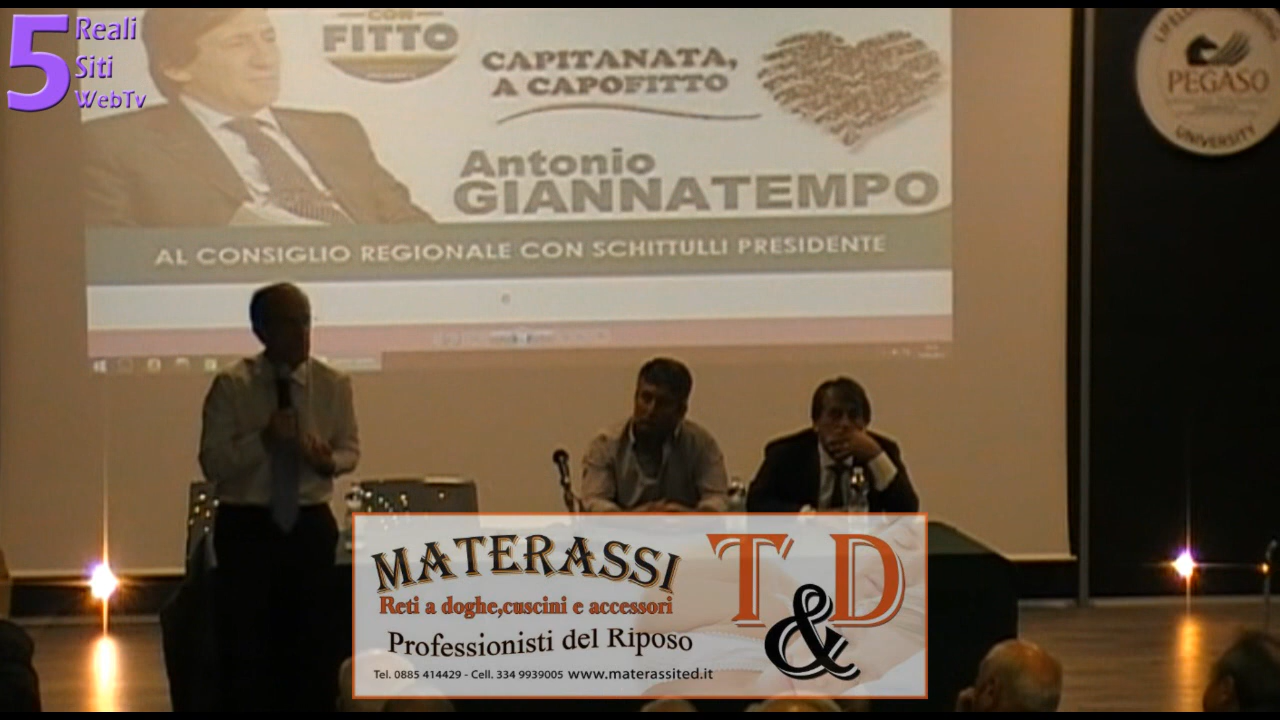 5 Reali
Siti
WebTv
CON
FITTO
CAPITANATA,
A CAPOFITTO
Antonio
GIANNATEMPO
AL CONSIGLIO REGIONALE CON SCHITTULLI PRESIDENTE
PEGASO
UNIVERSITY
MATERASSI
Reti a doghe,cuscini e accessori
Professionisti del Riposo
Tel. 0885 414429 - Cell. 334 9939005 www.materassited.it
T&D